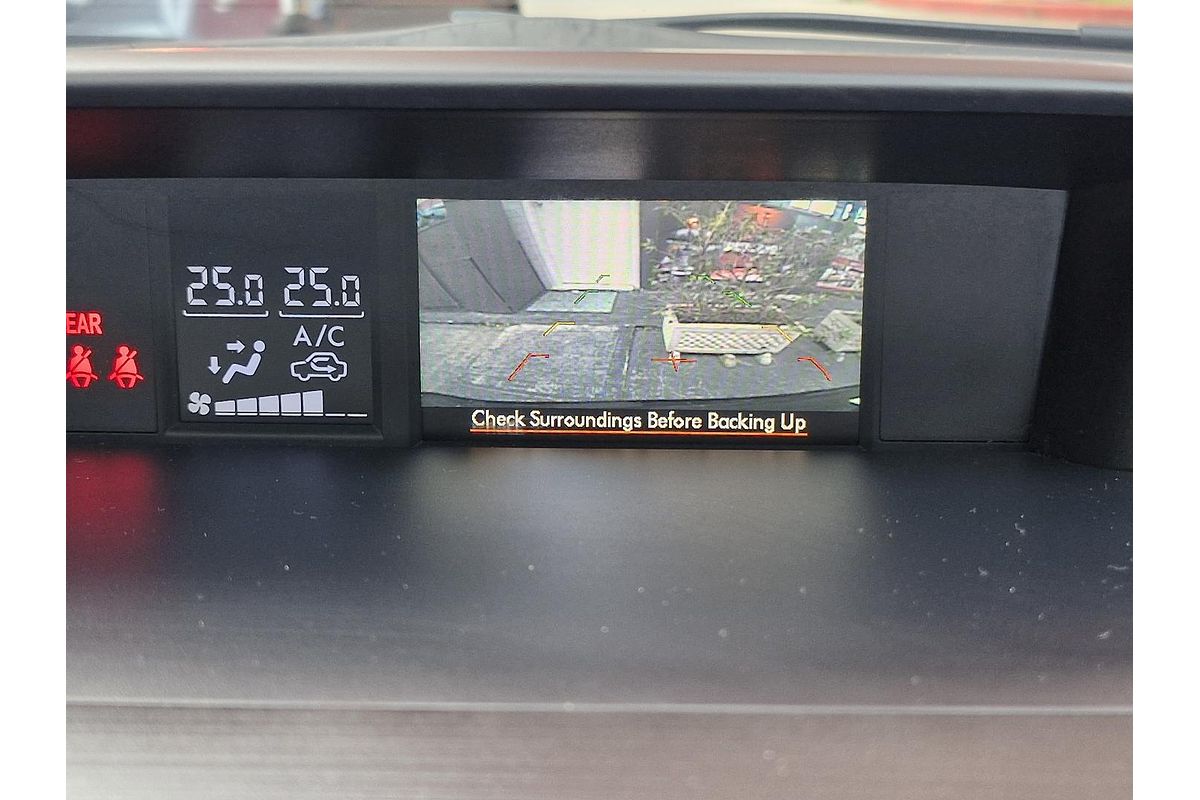 25.0 25.0
EAR
A/C
Check Surroundings Before Backing Up